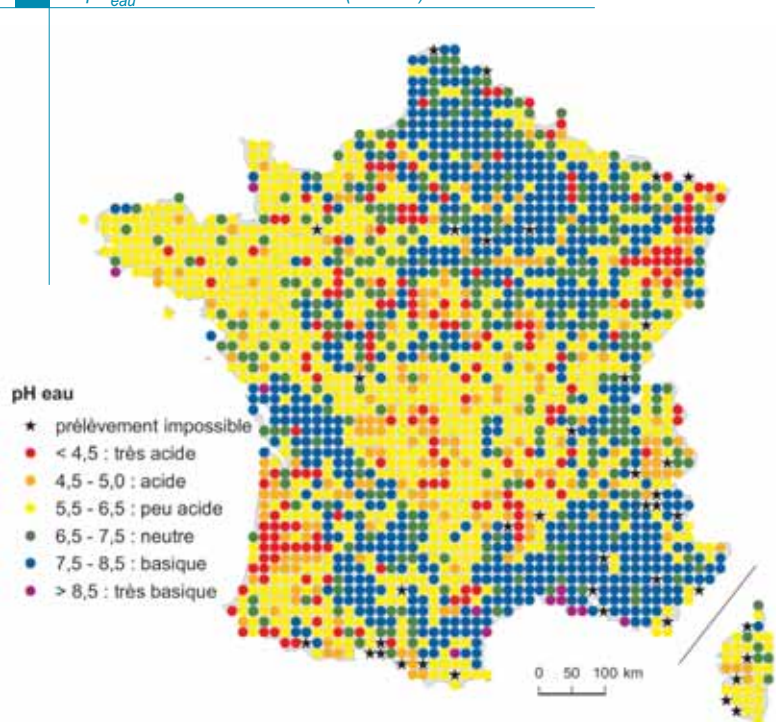 eau
pH eau
prélèvement impossible
< 4,5 : très acide
4,5 - 5,0 : acide
5,5 - 6,5 : peu acide
6,5 - 7,5 : neutre
7,5 - 8,5 : basique
> 8,5 : très basique
0 50 100 km